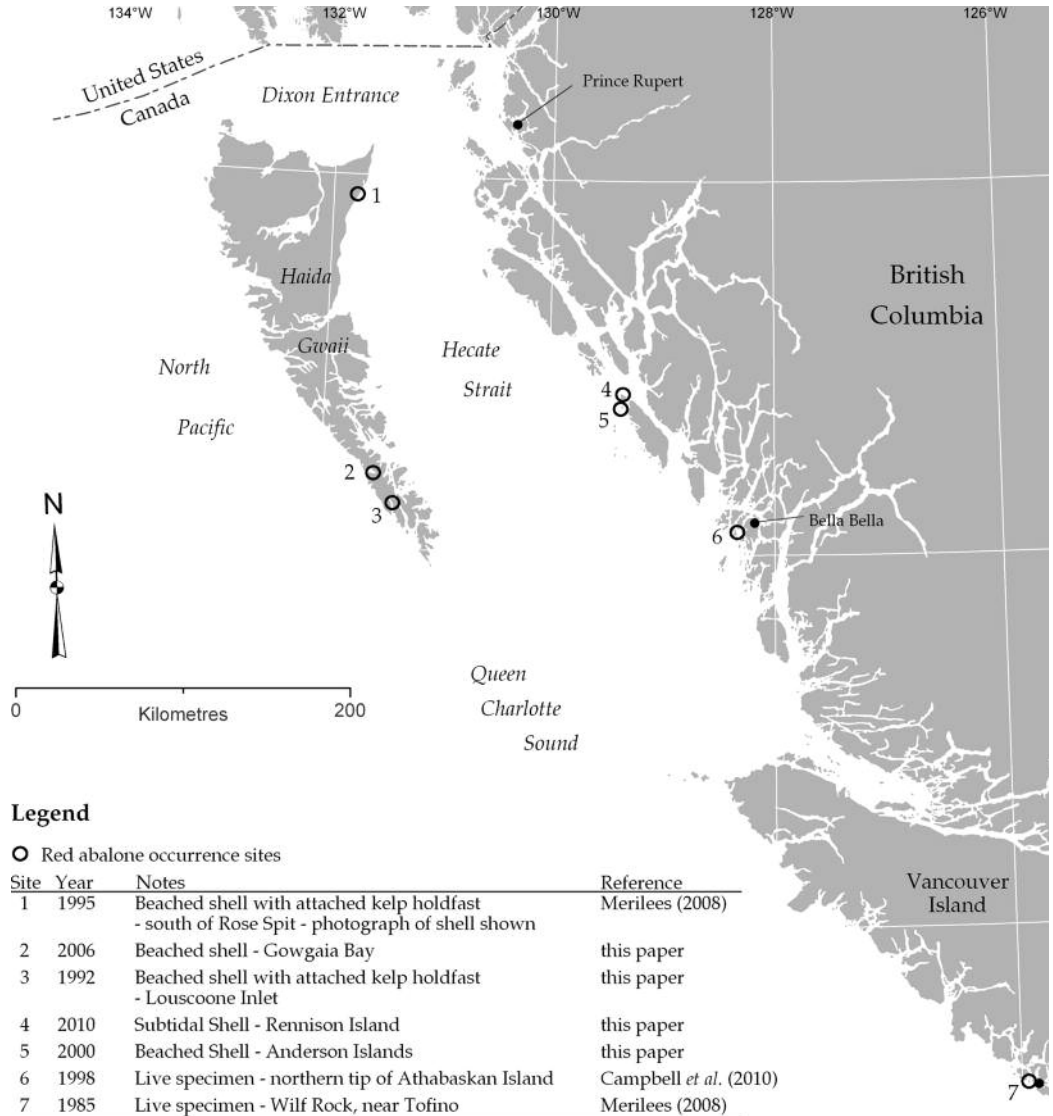 134°W 132°W 130°W 128°W 126°W
United States
Canada
Dixon Entrance
Prince Rupert
1
Haida
Gwaii
British
Columbia
North
Pacific
Hecate
Strait
4
5
2
3
6
Bella Bella
N
0 Kilometres 200
Queen
Charlotte
Sound
Vancouver
Island
7
Legend
Red abalone occurrence sites
Site Year Notes Reference
1 1995 Beached shell with attached kelp holdfast Merilees (2008)
- south of Rose Spit - photograph of shell shown
2 2006 Beached shell - Gowgaia Bay this paper
3 1992 Beached shell with attached kelp holdfast this paper
- Louscoone Inlet
4 2010 Subtidal Shell - Rennison Island this paper
5 2000 Beached Shell - Anderson Islands this paper
6 1998 Live specimen - northern tip of Athabaskan Island Campbell et al. (2010)
7 1985 Live specimen - Wilf Rock, near Tofino Merilees (2008)